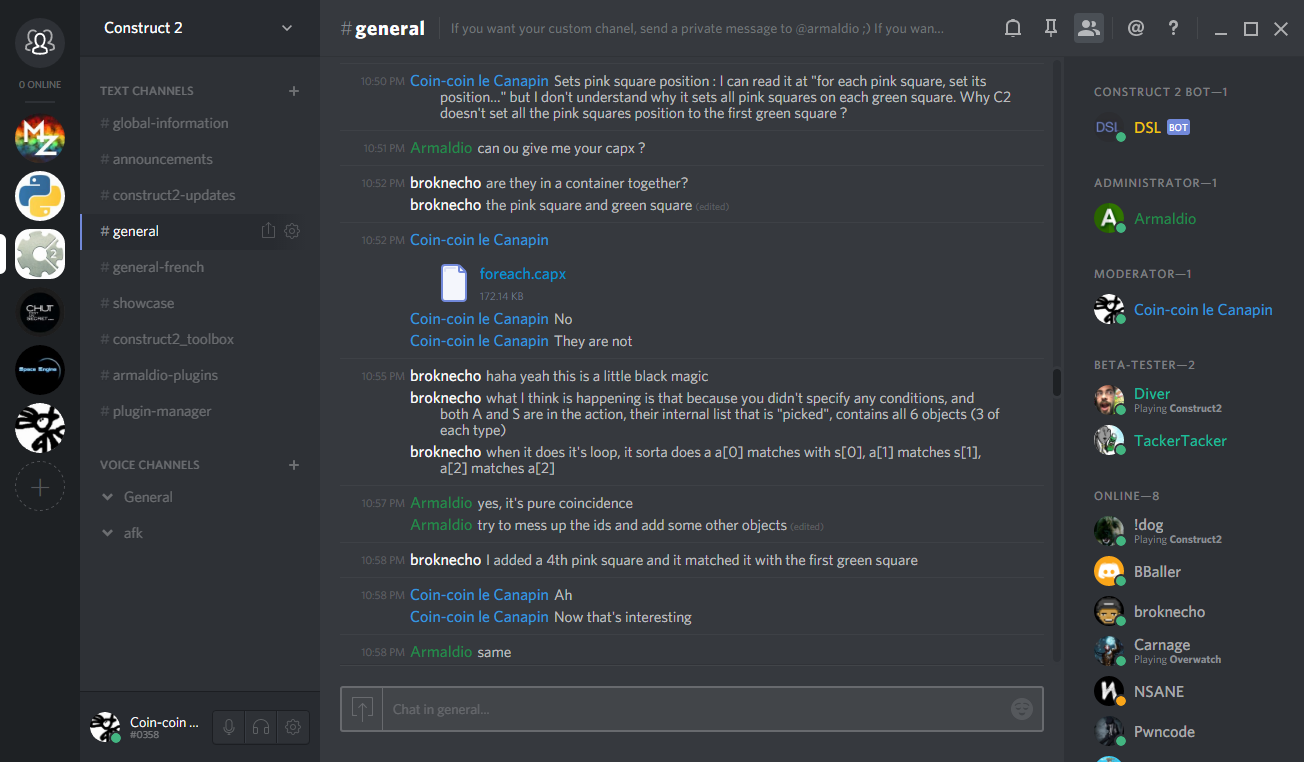 0 ONLINE
MZ
2
CHUT
Space Engine
Construct 2
TEXT CHANNELS
# global-information
# announcements
# construct2-updates
# general
# general-french
# showcase
# construct2_toolbox
# armaldio-plugins
# plugin-manager
VOICE CHANNELS
General
afk
Coin-coin ...
#0358
#general
If you want your custom chanel, send a private message to @armaldio ;) If you wan...
10:50 PM Coin-coin le Canapin Sets pink square position : I can read it at "for each pink square, set its
position..." but I don't understand why it sets all pink squares on each green square. Why C2
doesn't set all the pink squares position to the first green square ?
10:51 PM Armaldio can ou give me your capx ?
10:52 PM broknecho are they in a container together?
broknecho the pink square and green square (edited)
10:52 PM Coin-coin le Canapin
foreach.capx
172.14 KB
Coin-coin le Canapin No
Coin-coin le Canapin They are not
10:55 PM broknecho haha yeah this is a little black magic
broknecho what I think is happening is that because you didn't specify any conditions, and
both A and S are in the action, their internal list that is "picked", contains all 6 objects (3 of
each type)
broknecho when it does it's loop, it sorta does a a[0] matches with s[0], a[1] matches s[1],
a[2] matches a[2]
10:57 PM Armaldio yes, it's pure coincidence
Armaldio try to mess up the ids and add some other objects (edited)
10:58 PM broknecho I added a 4th pink square and it matched it with the first green square
10:58 PM Coin-coin le Canapin Ah
Coin-coin le Canapin Now that's interesting
10:58 PM Armaldio same
Chat in general...
CONSTRUCT 2 BOT—1
DSL
DSL BOT
ADMINISTRATOR—1
A
Armaldio
MODERATOR—1
Coin-coin le Canapin
BETA-TESTER—2
Diver
Playing Construct2
TackerTacker
ONLINE—8
!dog
Playing Construct2
BBaller
broknecho
Carnage
Playing Overwatch
N
NSANE
Pwncode